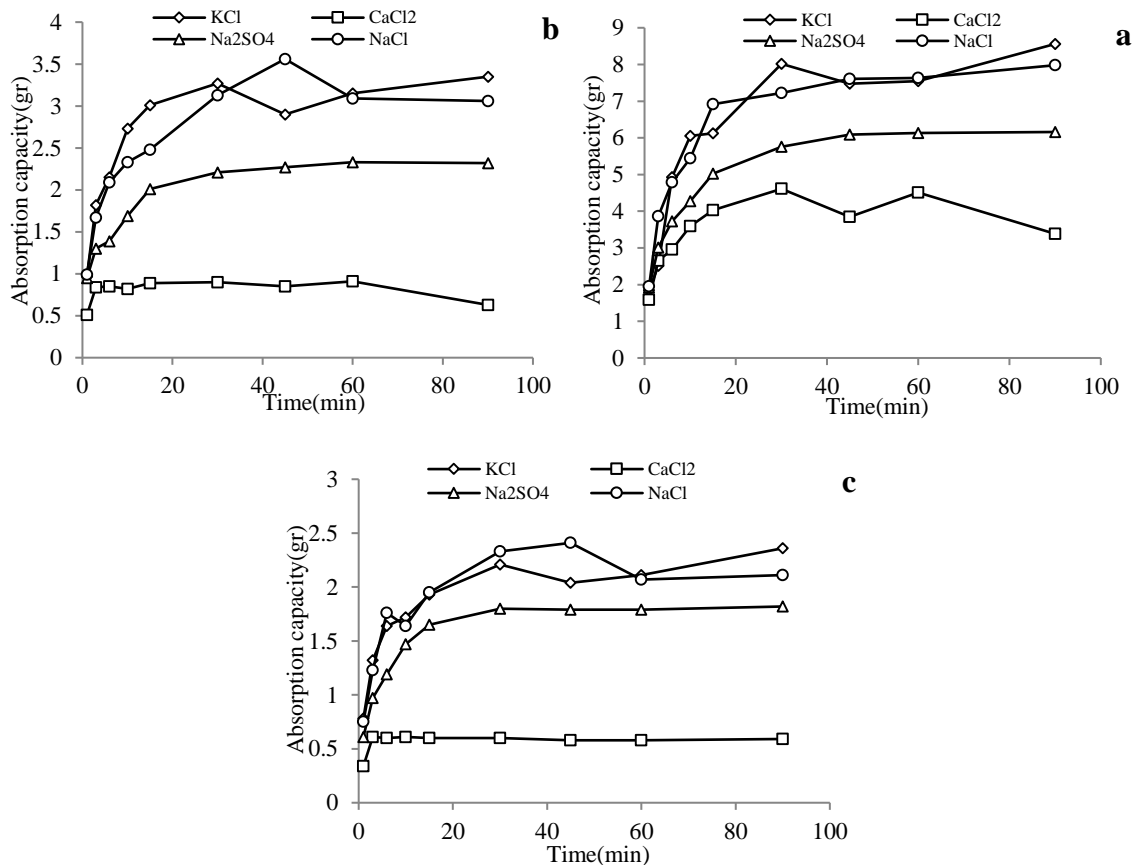 KCl CaCl2
Na2SO4 NaCl
b
4
3.5
3
2.5
2
1.5
1
0.5
0
Absorption capacity(gr)
0 20 40 60 80 100
Time(min)
KCl CaCl2
Na2SO4 NaCl
a
9
8
7
6
5
4
3
2
1
0
Absorption capacity(gr)
0 20 40 60 80 100
Time(min)
KCl CaCl2
Na2SO4 NaCl
c
3
2.5
2
1.5
1
0.5
0
Absorption capacity(gr)
0 20 40 60 80 100
Time(min)